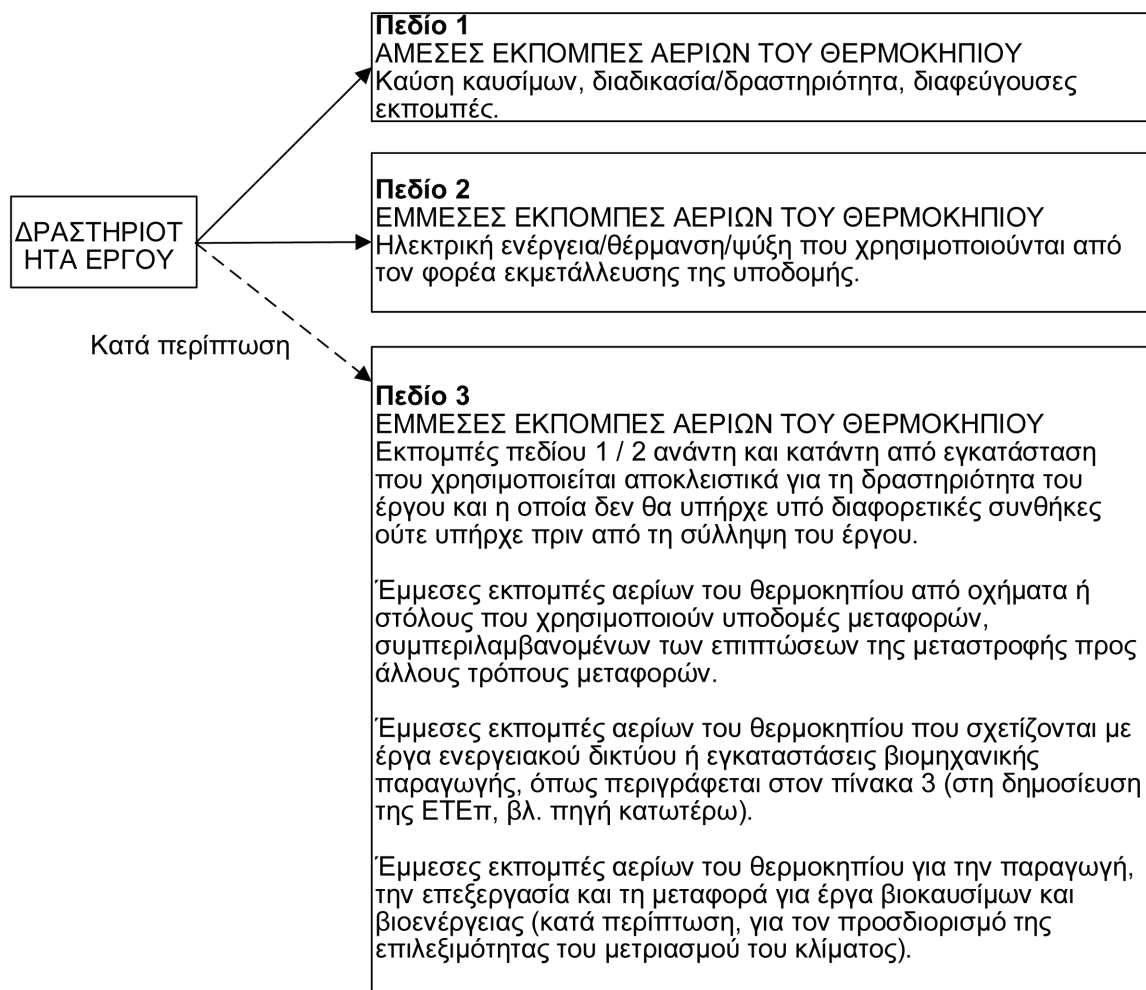 Πεδίο 1
ΑΜΕΣΕΣ ΕΚΠΟΜΠΕΣ ΑΕΡΙΩΝ ΤΟΥ ΘΕΡΜΟΚΗΠΙΟΥ
Καύση καυσίμων, διαδικασία/δραστηριότητα, διαφεύγουσες
εκπομπές.
Πεδίο 2
ΕΜΜΕΣΕΣ ΕΚΠΟΜΠΕΣ ΑΕΡΙΩΝ ΤΟΥ ΘΕΡΜΟΚΗΠΙΟΥ
Ηλεκτρική ενέργεια/θέρμανση/ψύξη που χρησιμοποιούνται από
τον φορέα εκμετάλλευσης της υποδομής.
ΔΡΑΣΤΗΡΙΟΤ
ΗΤΑ ΕΡΓΟΥ
Κατά περίπτωση
Πεδίο 3
ΕΜΜΕΣΕΣ ΕΚΠΟΜΠΕΣ ΑΕΡΙΩΝ ΤΟΥ ΘΕΡΜΟΚΗΠΙΟΥ
Εκπομπές πεδίου 1 / 2 ανάντη και κατάντη από εγκατάσταση
που χρησιμοποιείται αποκλειστικά για τη δραστηριότητα του
έργου και η οποία δεν θα υπήρχε υπό διαφορετικές συνθήκες
ούτε υπήρχε πριν από τη σύλληψη του έργου.
Έμμεσες εκπομπές αερίων του θερμοκηπίου από οχήματα ή
στόλους που χρησιμοποιούν υποδομές μεταφορών,
συμπεριλαμβανομένων των επιπτώσεων της μεταστροφής προς
άλλους τρόπους μεταφορών.
Έμμεσες εκπομπές αερίων του θερμοκηπίου που σχετίζονται με
έργα ενεργειακού δικτύου ή εγκαταστάσεις βιομηχανικής
παραγωγής, όπως περιγράφεται στον πίνακα 3 (στη δημοσίευση
της ΕΤΕπ, βλ. πηγή κατωτέρω).
Έμμεσες εκπομπές αερίων του θερμοκηπίου για την παραγωγή,
την επεξεργασία και τη μεταφορά για έργα βιοκαυσίμων και
βιοενέργειας (κατά περίπτωση, για τον προσδιορισμό της
επιλεξιμότητας του μετριασμού του κλίματος).